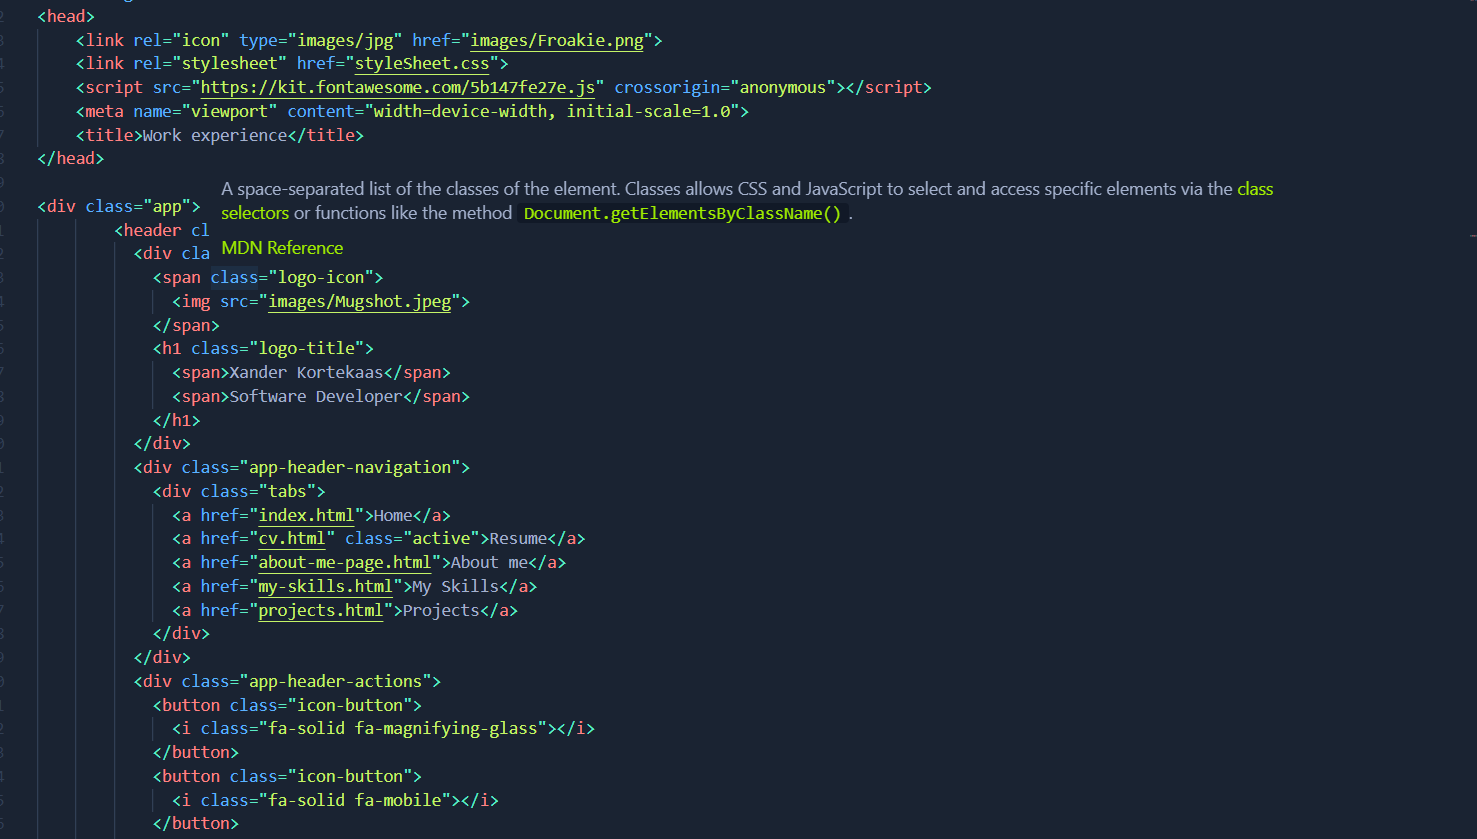 <head>
<link rel="icon" type="images/jpg" href="images/Froakie.png">
<link rel="stylesheet" href="styleSheet.css">
<script src="https://kit.fontawesome.com/5b147fe27e.js" crossorigin="anonymous"></script>
<meta name="viewport" content="width=device-width, initial-scale=1.0">
<title>Work experience</title>
</head>
A space-separated list of the classes of the element. Classes allows CSS and JavaScript to select and access specific elements via the class
<div class="app">
selectors or functions like the method Document.getElementsByClassName() .
<header cl
MDN Reference
<div cla
<span class="logo-icon">
<img src="images/Mugshot.jpeg">
</span>
<h1 class="logo-title">
<span>Xander Kortekaas</span>
<span>Software Developer</span>
</h1>
</div>
<div class="app-header-navigation">
<div class="tabs">
<a href="index.html">Home</a>
<a href="cv.html" class="active">Resume</a>
<a href="about-me-page.html">About me</a>
<a href="my-skills.html">My Skills</a>
<a href="projects.html">Projects</a>
</div>
</div>
<div class="app-header-actions">
<button class="icon-button">
<i class="fa-solid fa-magnifying-glass"></i>
</button>
<button class="icon-button">
<i class="fa-solid fa-mobile"></i>
</button>